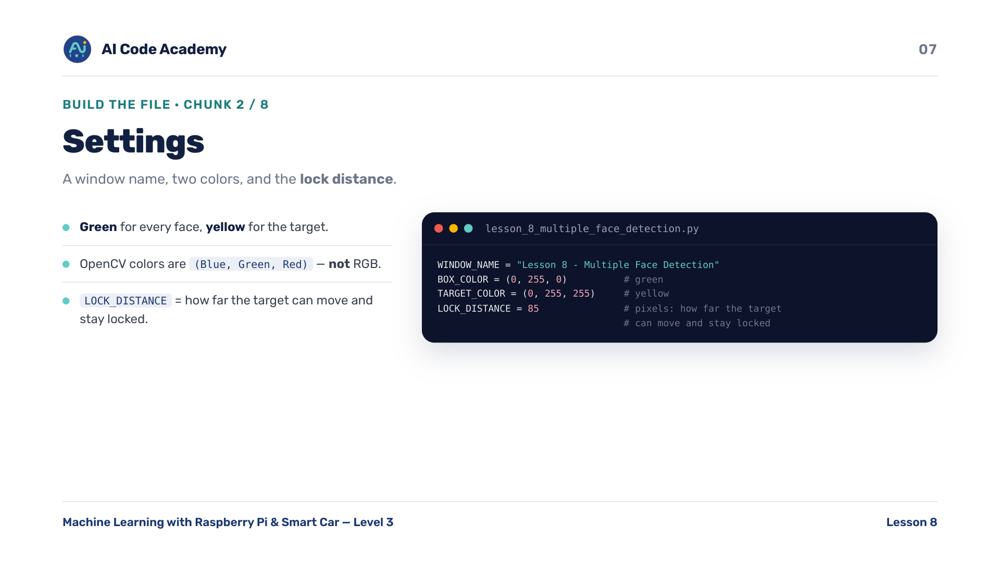 AI Code Academy
07
BUILD THE FILE • CHUNK 2 / 8
Settings
A window name, two colors, and the lock distance.
Green for every face, yellow for the target.
OpenCV colors are (Blue, Green, Red) — not RGB.
LOCK_DISTANCE = how far the target can move and
stay locked.
lesson_8_multiple_face_detection.py
WINDOW_NAME = "Lesson 8 - Multiple Face Detection"
BOX_COLOR = (0, 255, 0)          # green
TARGET_COLOR = (0, 255, 255)     # yellow
LOCK_DISTANCE = 85               # pixels: how far the target
                                 # can move and stay locked
Machine Learning with Raspberry Pi & Smart Car — Level 3
Lesson 8